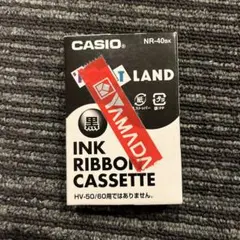 CASIO
NR-40BK
LAND
YAMADA
黒
INK
RIBBON
CASSETTE
HV-50/60用ではありません。